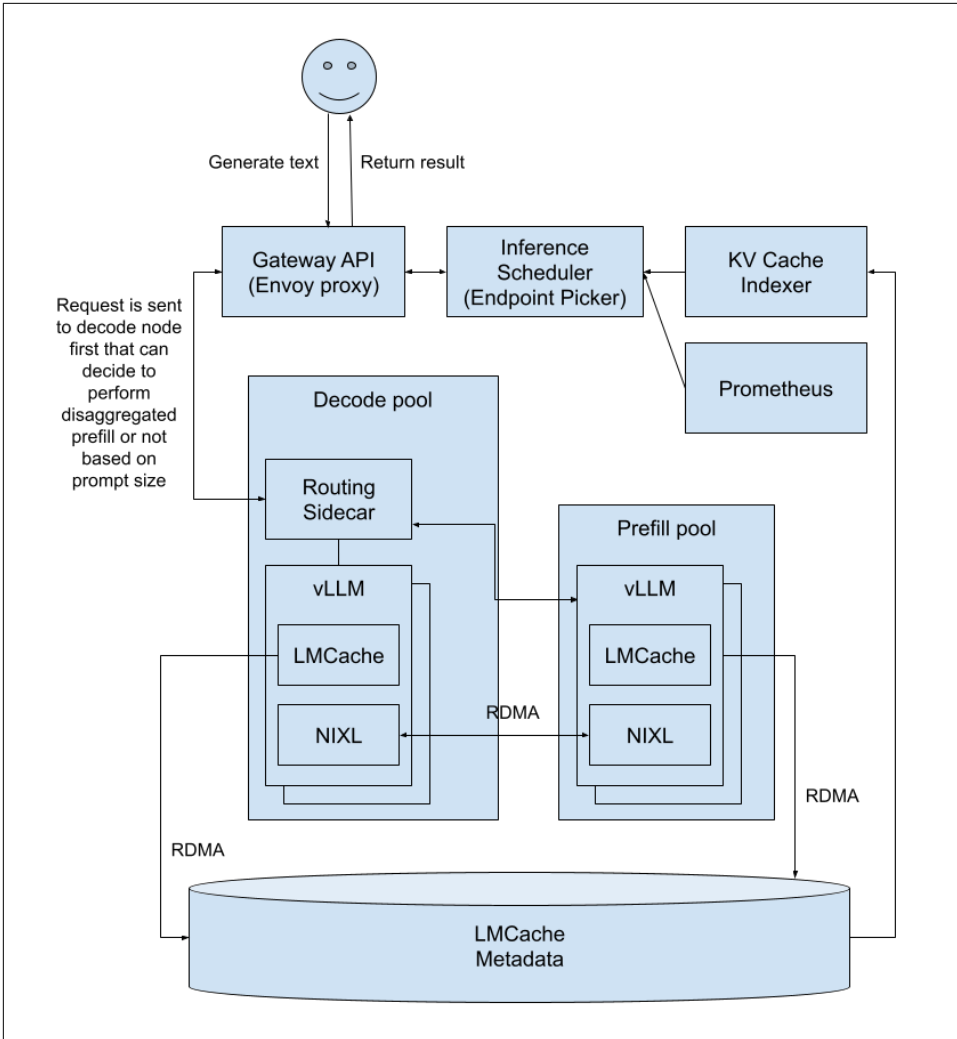 Generate text
Return result
Gateway API
(Envoy proxy)
Inference
Scheduler
(Endpoint Picker)
KV Cache
Indexer
Prometheus
Request is sent
to decode node
first that can
decide to
perform
disaggregated
prefill or not
based on
prompt size
Decode pool
Routing
Sidecar
vLLM
LMCache
NIXL
RDMA
Prefill pool
vLLM
LMCache
NIXL
RDMA
RDMA
LMCache
Metadata